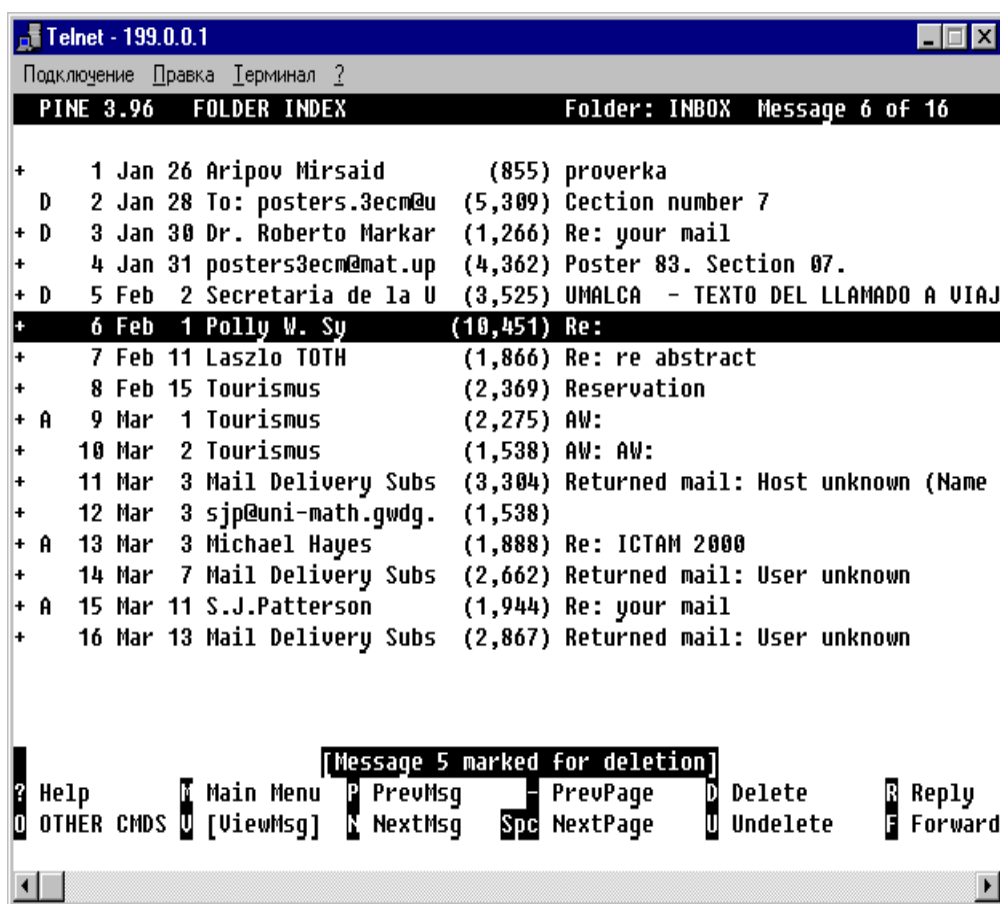 Telnet - 199.0.0.1
Подключение Правка Терминал ?
PINE 3.96 FOLDER INDEX Folder: INBOX Message 6 of 16
+ 1 Jan 26 Aripov Mirsaid (855) proverka
D 2 Jan 28 To: posters.3ecm@u (5,309) Cection number 7
+ D 3 Jan 30 Dr. Roberto Markar (1,266) Re: your mail
+ 4 Jan 31 posters3ecm@mat.up (4,362) Poster 83. Section 07.
+ D 5 Feb 2 Secretaria de la U (3,525) UMALCA - TEXTO DEL LLAMADO A VIAJ
+ 6 Feb 1 Polly W. Sy (10,451) Re:
+ 7 Feb 11 Laszlo TOTH (1,866) Re: re abstract
+ 8 Feb 15 Tourismus (2,369) Reservation
+ A 9 Mar 1 Tourismus (2,275) AW:
+ 10 Mar 2 Tourismus (1,538) AW: AW:
+ 11 Mar 3 Mail Delivery Subs (3,304) Returned mail: Host unknown (Name
+ 12 Mar 3 sjp@uni-math.gwdg. (1,538)
+ A 13 Mar 3 Michael Hayes (1,888) Re: ICTAM 2000
+ 14 Mar 7 Mail Delivery Subs (2,662) Returned mail: User unknown
+ A 15 Mar 11 S.J.Patterson (1,944) Re: your mail
+ 16 Mar 13 Mail Delivery Subs (2,867) Returned mail: User unknown
[Message 5 marked for deletion]
? Help M Main Menu P PrevMsg - PrevPage D Delete R Reply
O OTHER CMDS V [ViewMsg] N NextMsg Spc NextPage U Undelete F Forward